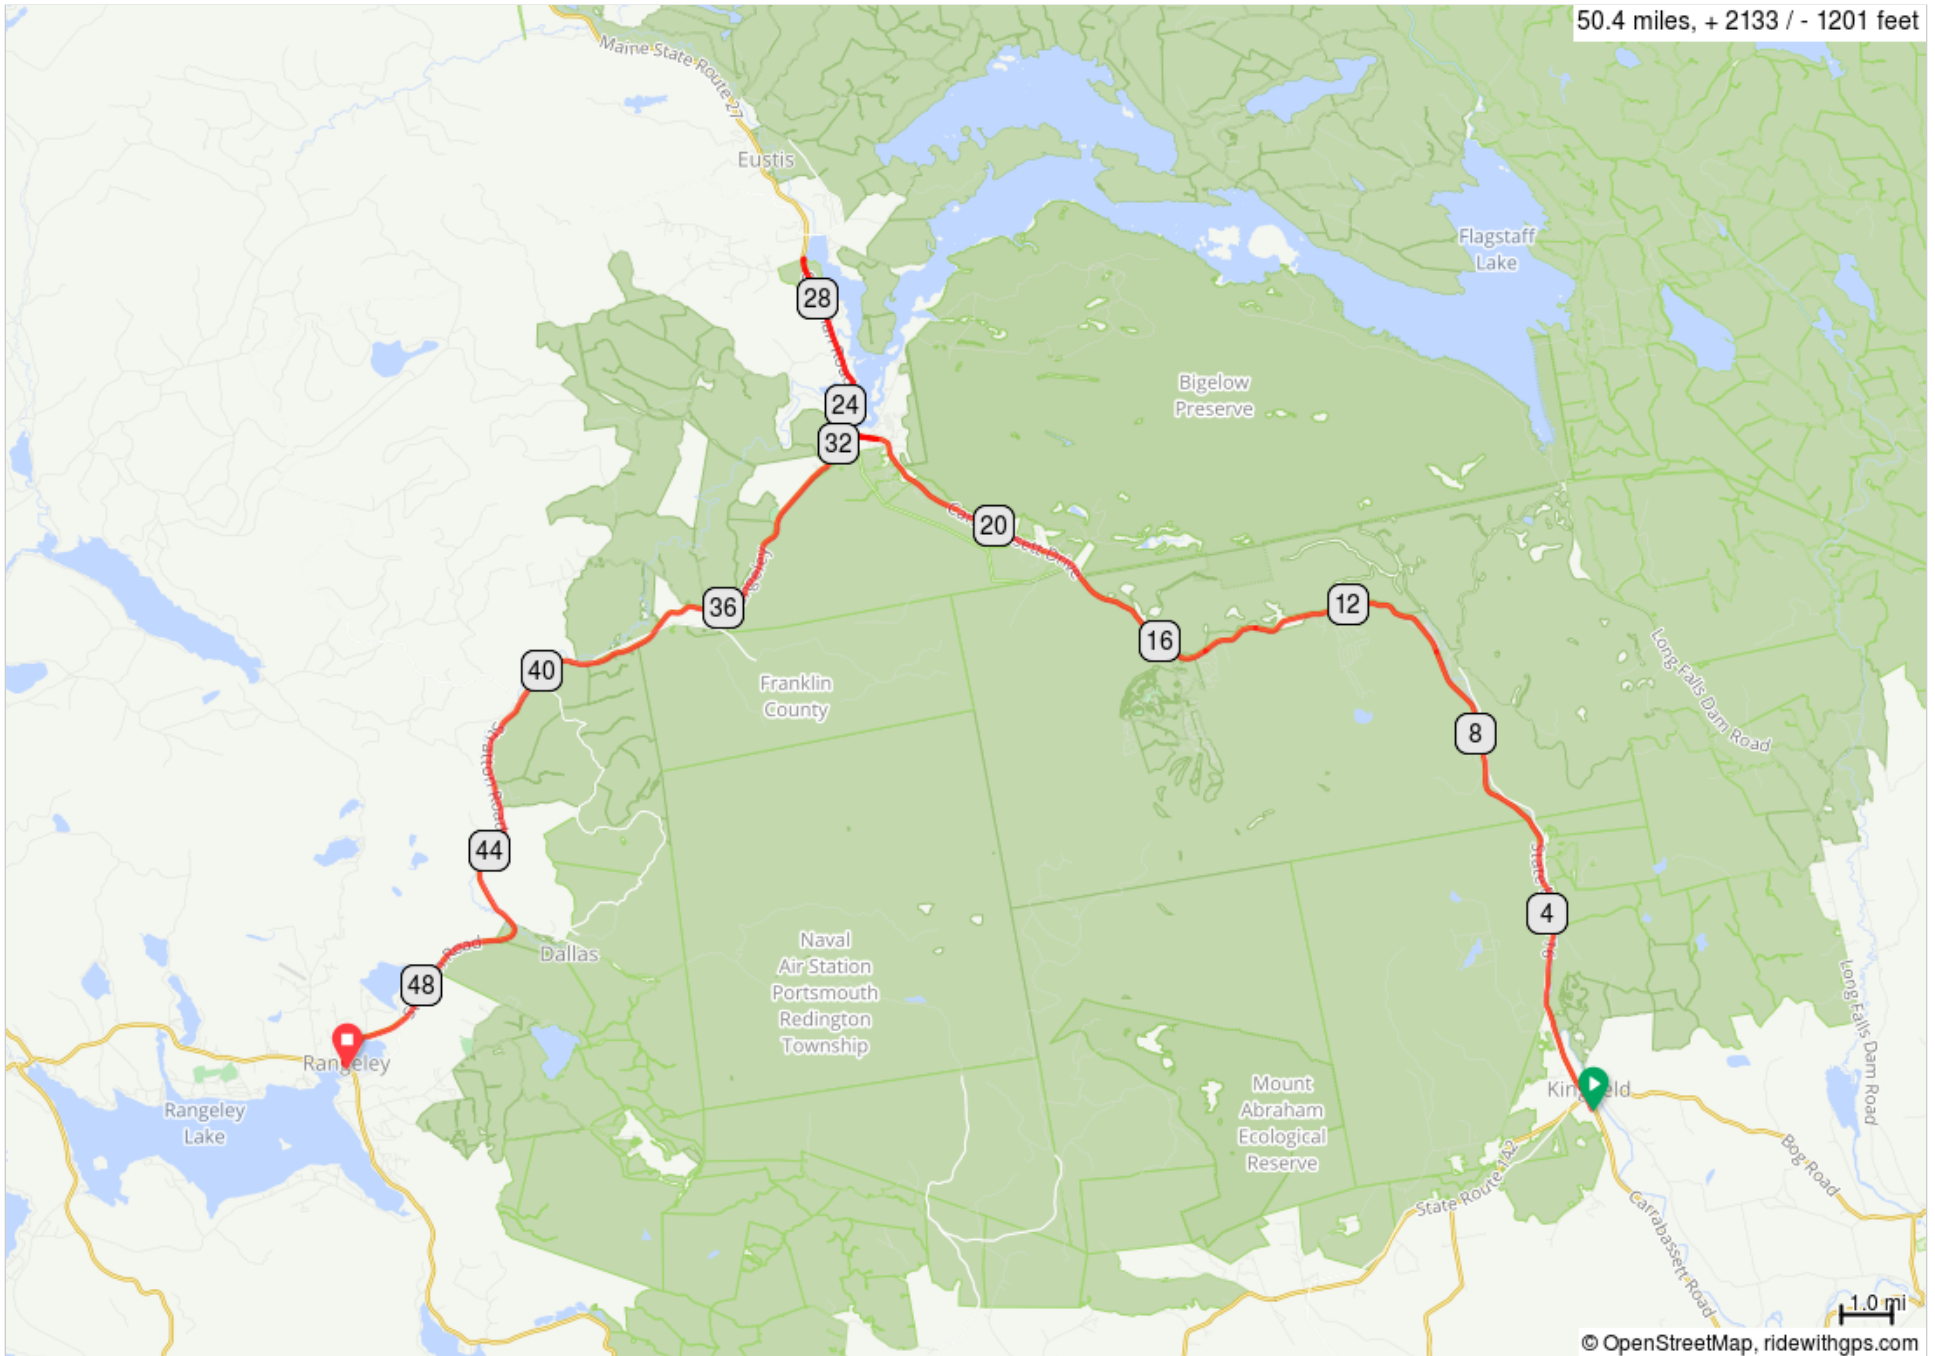 50.4 miles, + 2133 / - 1201 feet
Maine State Route 27
Eustis
Flagstaff
Lake
28
Bigelow
Preserve
24
32
20
12
36
16
40
Long Falls Dam Road
Franklin
County
8
Stratton Road
44
4
Naval
Air Station
Portsmouth
Redington
Township
Dallas
Road
48
Long Falls Dam Road
Rangeley
Mount
Abraham
Ecological
Reserve
Rangeley
Lake
State Route 142
Bog Road
Carrabassett Road
1.0 mi
© OpenStreetMap, ridewithgps.com